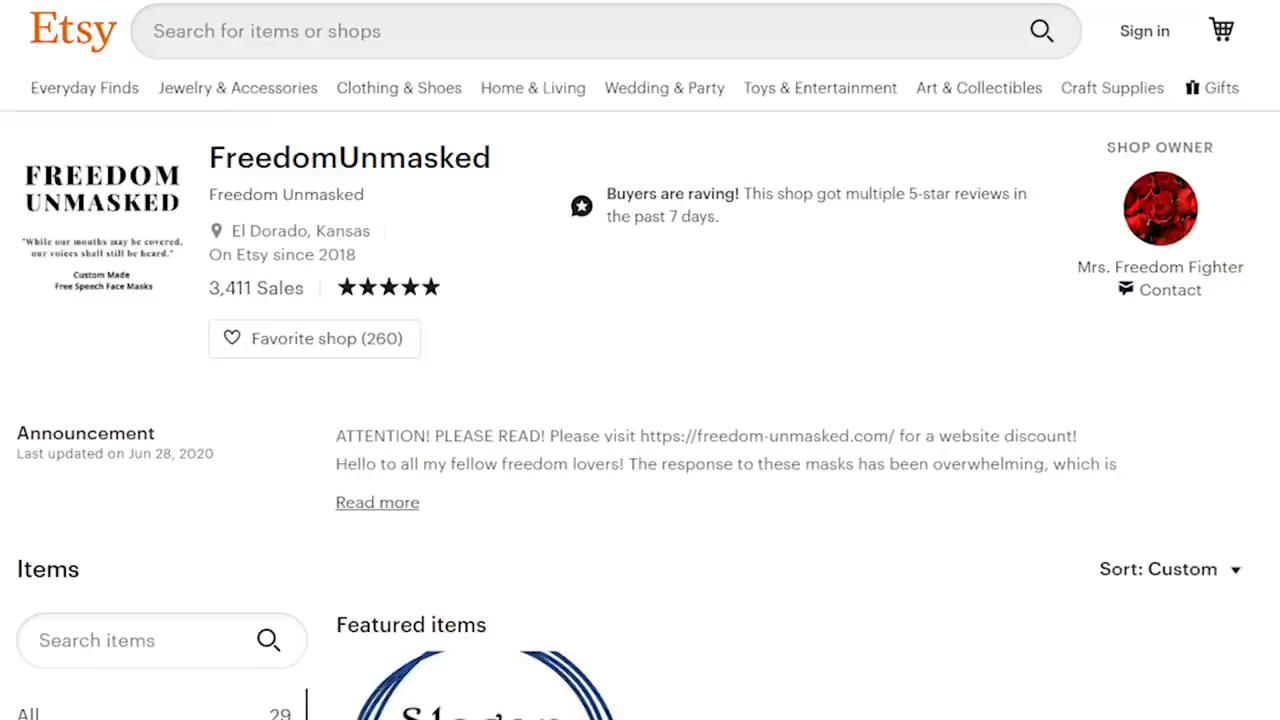 Etsy
Search for items or shops
Sign in
Everyday Finds
Jewelry & Accessories
Clothing & Shoes
Home & Living
Wedding & Party
Toys & Entertainment
Art & Collectibles
Craft Supplies
Gifts
FREEDOM
UNMASKED
"While our mouths may be covered,
our voices shall still be heard."
Custom Made
Free Speech Face Masks
FreedomUnmasked
Freedom Unmasked
El Dorado, Kansas
On Etsy since 2018
3,411 Sales
Favorite shop (260)
Buyers are raving! This shop got multiple 5-star reviews in
the past 7 days.
SHOP OWNER
Mrs. Freedom Fighter
Contact
Announcement
Last updated on Jun 28, 2020
ATTENTION! PLEASE READ! Please visit https://freedom-unmasked.com/ for a website discount!
Hello to all my fellow freedom lovers! The response to these masks has been overwhelming, which is
Read more
Items
Sort: Custom
Search items
All 29
Featured items
Slogan